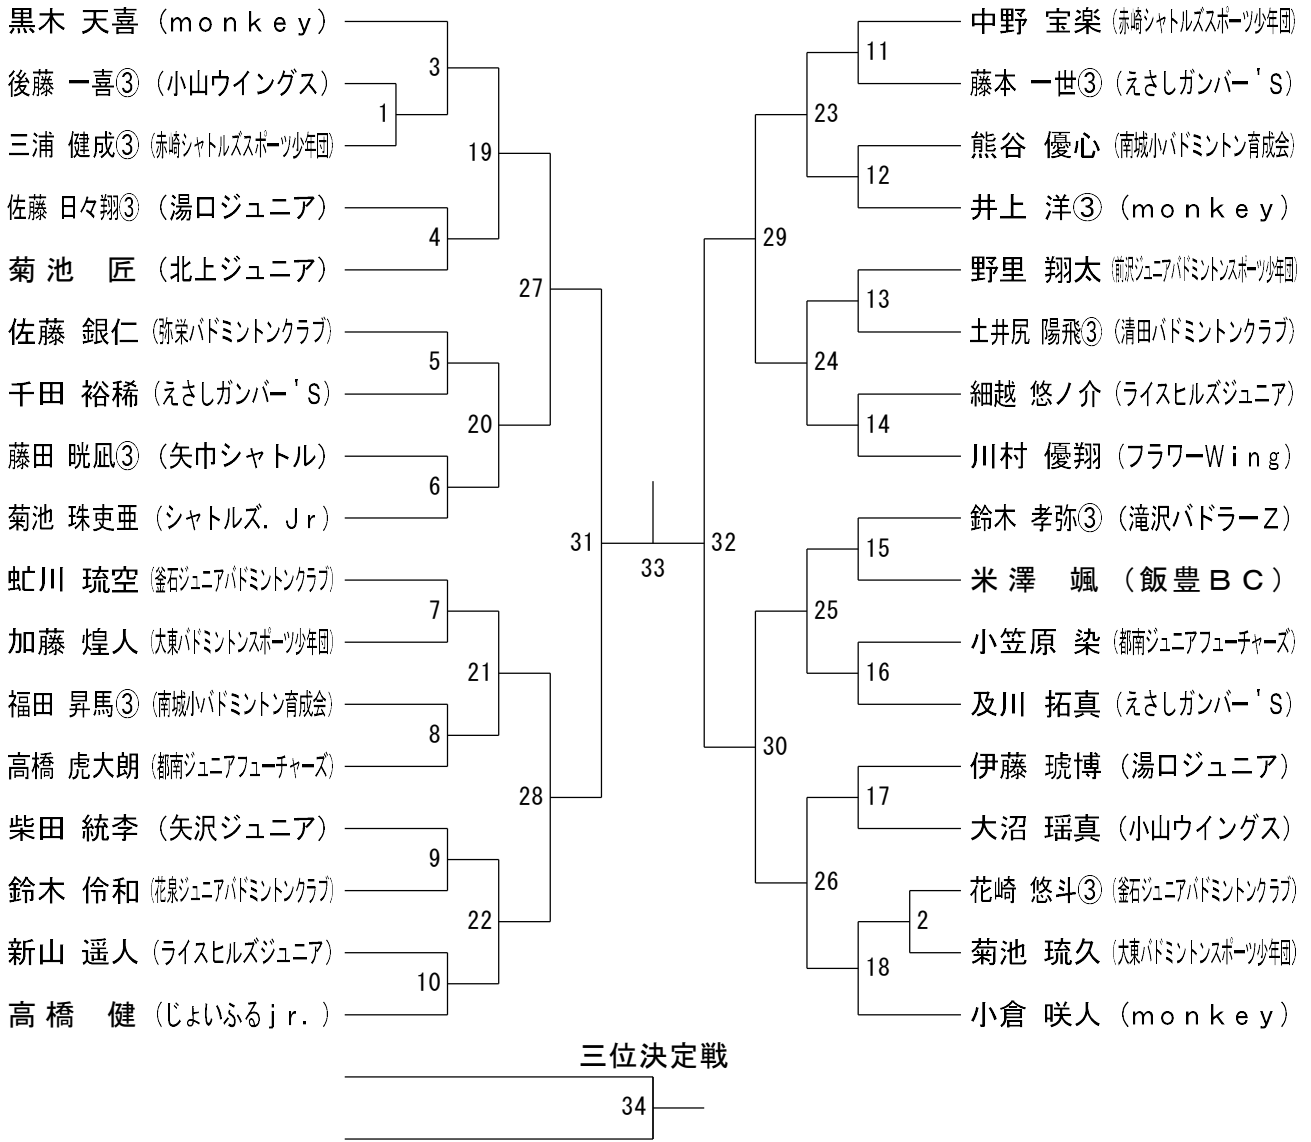 黒木 天喜 (ｍｏｎｋｅｙ)
3
後藤 一喜③ (小山ウイングス)
1
三浦 健成③ (赤崎シャトルズスポーツ少年団)
19
佐藤 日々翔③ (湯口ジュニア)
4
菊池 匠 (北上ジュニア)
27
佐藤 銀仁 (弥栄バドミントンクラブ)
5
千田 裕稀 (えさしガンバー'S)
20
藤田 晄凪③ (矢巾シャトル)
6
菊池 珠吏亜 (シャトルズ．Ｊｒ)
31
虻川 琉空 (釜石ジュニアバドミントンクラブ)
7
加藤 煌人 (大東バドミントンスポーツ少年団)
21
福田 昇馬③ (南城小バドミントン育成会)
8
高橋 虎大朗 (都南ジュニアフューチャーズ)
28
柴田 統李 (矢沢ジュニア)
9
鈴木 伶和 (花泉ジュニアバドミントンクラブ)
22
新山 遥人 (ライスヒルズジュニア)
10
高橋 健 (じょいふるｊｒ．)
33
中野 宝楽 (赤崎シャトルズスポーツ少年団)
11
藤本 一世③ (えさしガンバー'S)
23
熊谷 優心 (南城小バドミントン育成会)
12
井上 洋③ (ｍｏｎｋｅｙ)
29
野里 翔太 (前沢ジュニアバドミントンスポーツ少年団)
13
土井尻 陽飛③ (清田バドミントンクラブ)
24
細越 悠ノ介 (ライスヒルズジュニア)
14
川村 優翔 (フラワーＷｉｎｇ)
32
鈴木 孝弥③ (滝沢バドラーＺ)
15
米澤 颯 (飯豊ＢＣ)
25
小笠原 染 (都南ジュニアフューチャーズ)
16
及川 拓真 (えさしガンバー'S)
30
伊藤 琥博 (湯口ジュニア)
17
大沼 瑶真 (小山ウイングス)
26
花崎 悠斗③ (釜石ジュニアバドミントンクラブ)
2
菊池 琉久 (大東バドミントンスポーツ少年団)
18
小倉 咲人 (ｍｏｎｋｅｙ)
三位決定戦
34